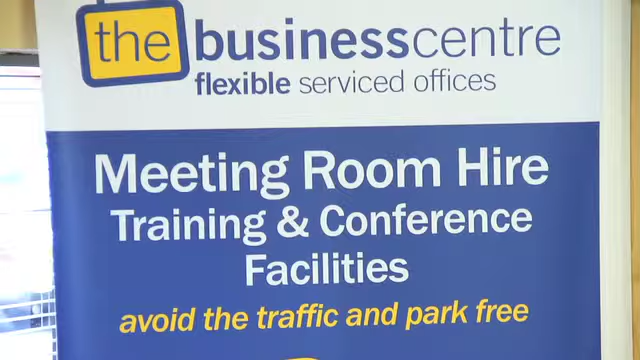 the businesscentre
flexible serviced offices
Meeting Room Hire
Training & Conference
Facilities
avoid the traffic and park free